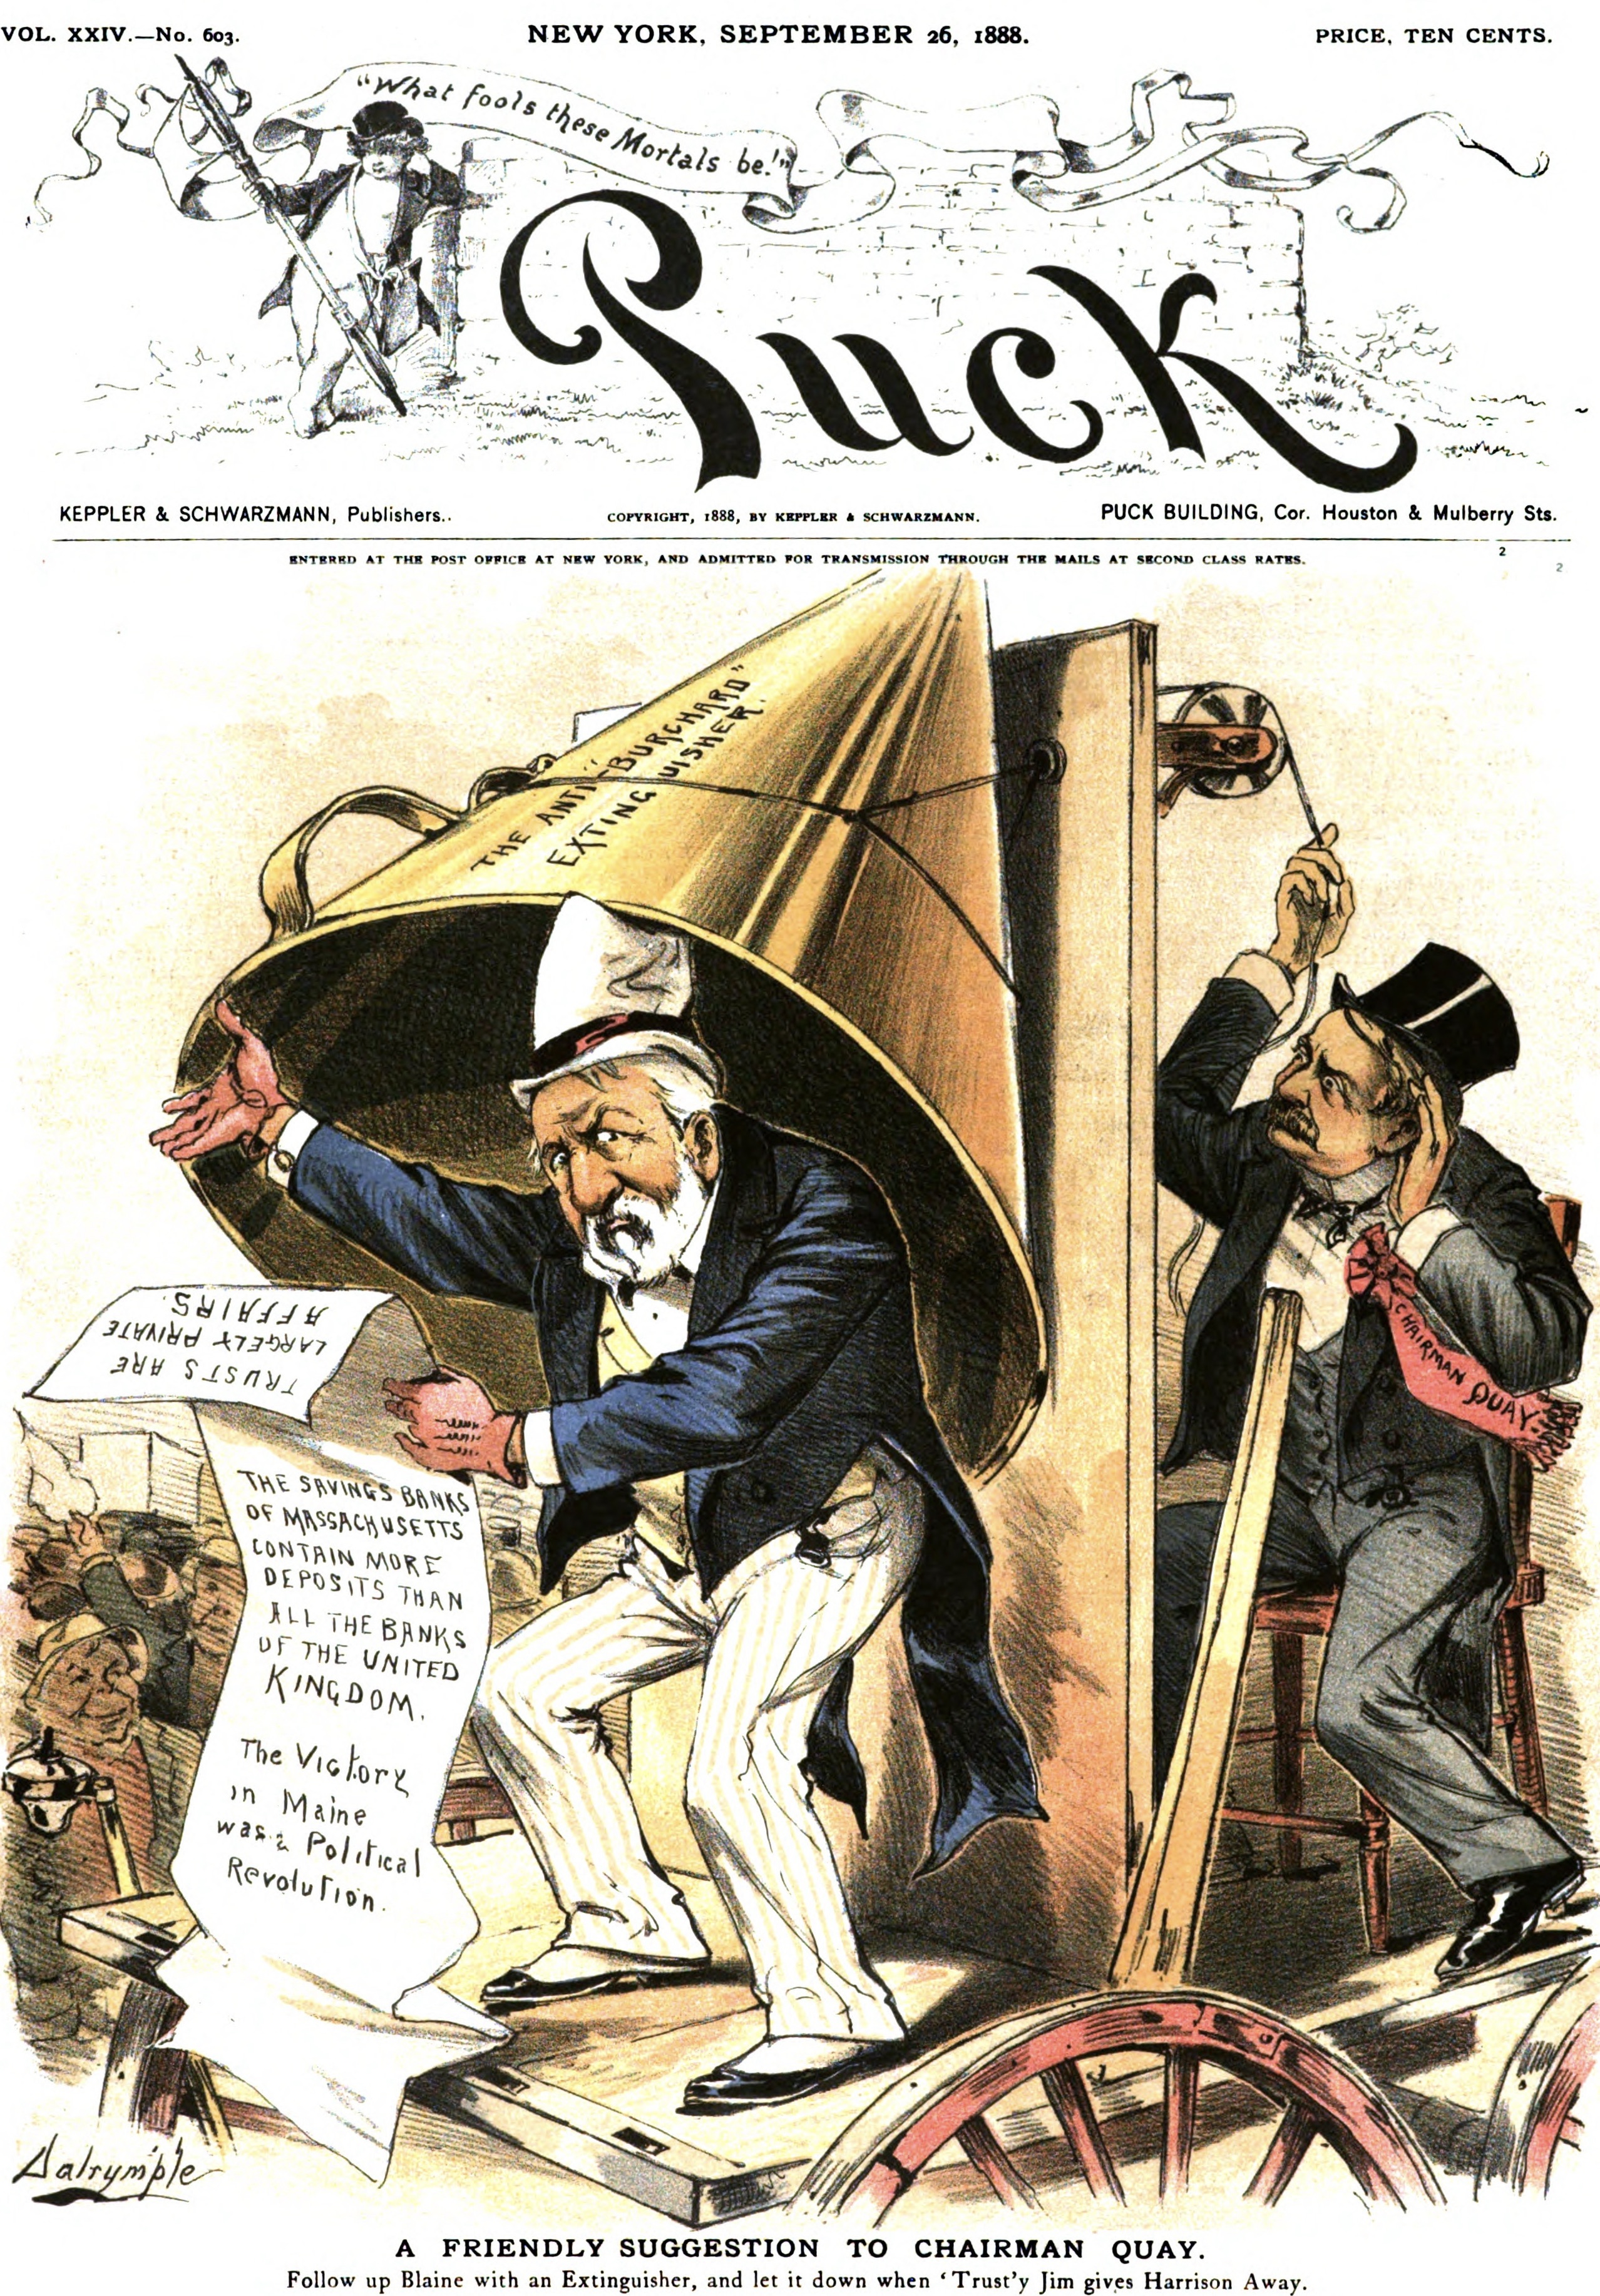 VOL. XXIV.—No. 603.
NEW YORK, SEPTEMBER 26, 1888.
PRICE, TEN CENTS.
"What fools these Mortals be!"
Puck
KEPPLER & SCHWARZMANN, Publishers..
COPYRIGHT, 1888, BY KEPPLER & SCHWARZMANN.
PUCK BUILDING, Cor. Houston & Mulberry Sts.
ENTERED AT THE POST OFFICE AT NEW YORK, AND ADMITTED FOR TRANSMISSION THROUGH THE MAILS AT SECOND CLASS RATES.
2
2
THE ANTI "BURCHARD"
EXTINGUISHER.
CHAIRMAN QUAY.
TRUSTS ARE
LARGELY PRIVATE
AFFAIRS.
THE SAVINGS BANKS
OF MASSACHUSETTS
CONTAIN MORE
DEPOSITS THAN
ALL THE BANKS
OF THE UNITED
KINGDOM.
The Victory
in Maine
was a Political
Revolution.
Dalrymple
A FRIENDLY SUGGESTION TO CHAIRMAN QUAY.
Follow up Blaine with an Extinguisher, and let it down when 'Trust'y Jim gives Harrison Away.